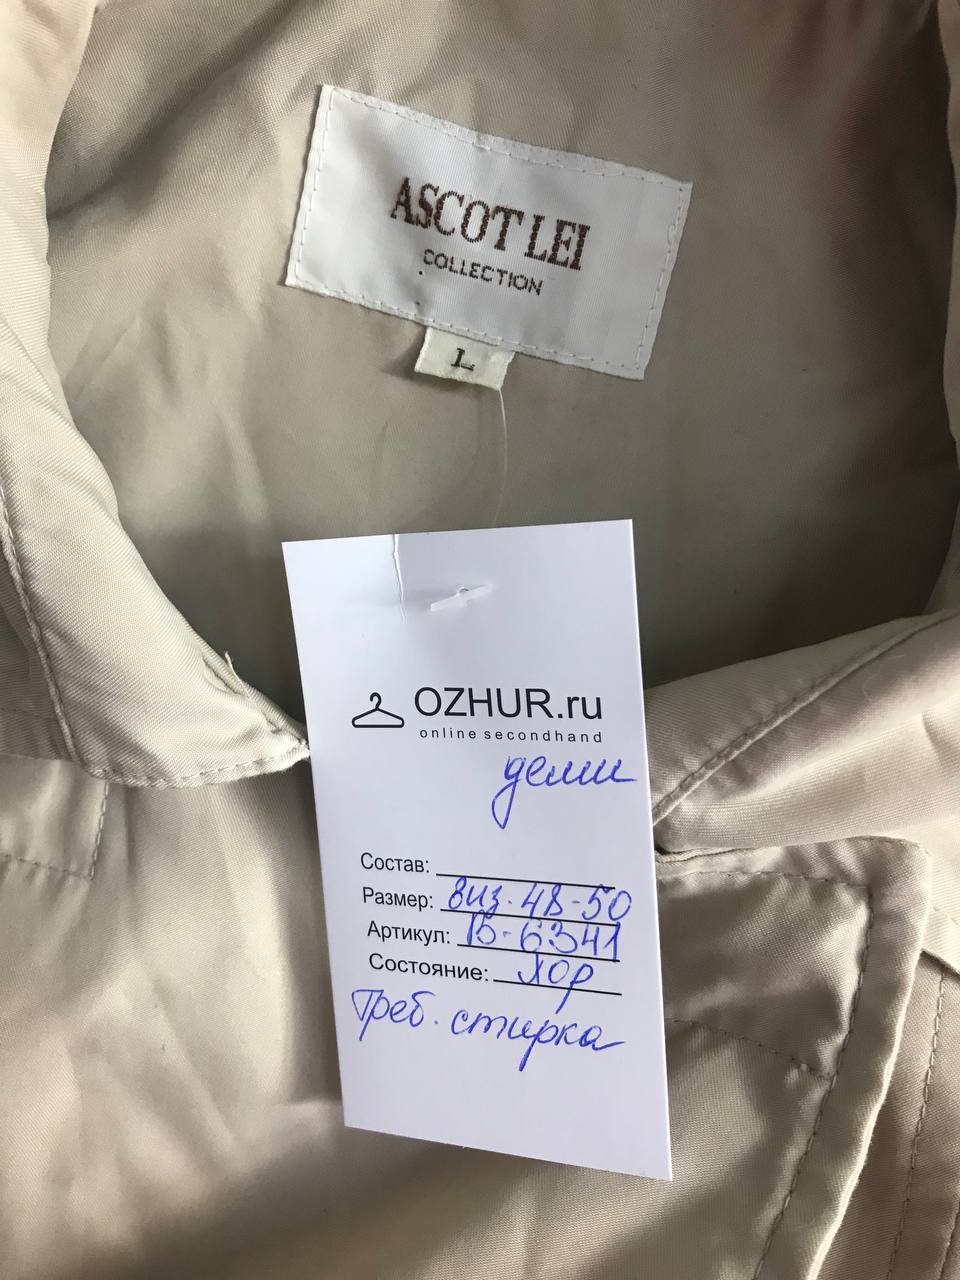 ASCOT LEI
COLLECTION
L
OZHUR.ru
online secondhand
деми
Состав:
Размер: виз. 48-50
Артикул: В-6341
Состояние: хор
Треб. стирка